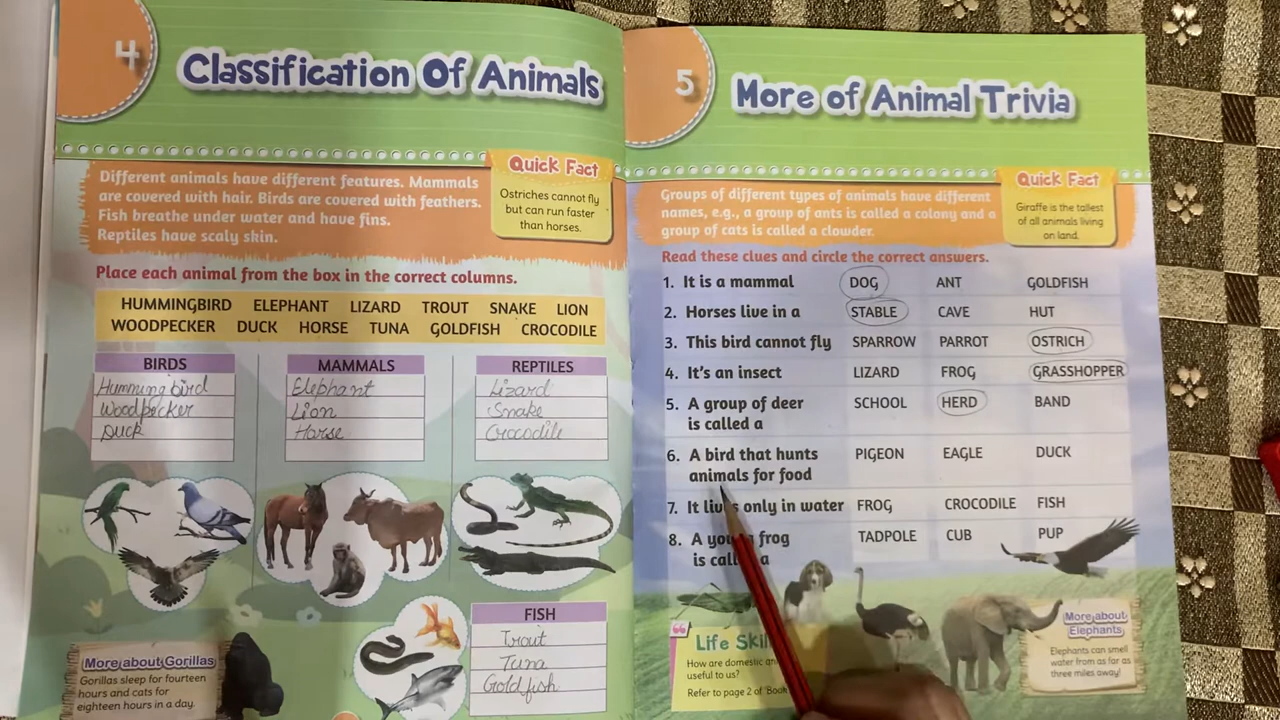 4
Classification Of Animals
Quick Fact
Ostriches cannot fly
but can run faster
than horses.
Different animals have different features. Mammals
are covered with hair. Birds are covered with feathers.
Fish breathe under water and have fins.
Reptiles have scaly skin.
Place each animal from the box in the correct columns.
HUMMINGBIRD ELEPHANT LIZARD TROUT SNAKE LION
WOODPECKER DUCK HORSE TUNA GOLDFISH CROCODILE
BIRDS
Humming bird
Woodpecker
Duck
MAMMALS
Elephant
Lion
Horse
REPTILES
Lizard
Snake
Crocodile
FISH
Trout
Tuna
Goldfish
More about Gorillas
Gorillas sleep for fourteen
hours and cats for
eighteen hours in a day.
5
More of Animal Trivia
Quick Fact
Giraffe is the tallest
of all animals living
on land.
Groups of different types of animals have different
names, e.g., a group of ants is called a colony and a
group of cats is called a clowder.
Read these clues and circle the correct answers.
1. It is a mammal DOG ANT GOLDFISH
2. Horses live in a STABLE CAVE HUT
3. This bird cannot fly SPARROW PARROT OSTRICH
4. It's an insect LIZARD FROG GRASSHOPPER
5. A group of deer SCHOOL HERD BAND
is called a
6. A bird that hunts PIGEON EAGLE DUCK
animals for food
7. It lives only in water FROG CROCODILE FISH
8. A young frog TADPOLE CUB PUP
is called a
Life Skil
How are domestic an
useful to us?
Refer to page 2 of 'Book
More about
Elephants
Elephants can smell
water from as far as
three miles away!